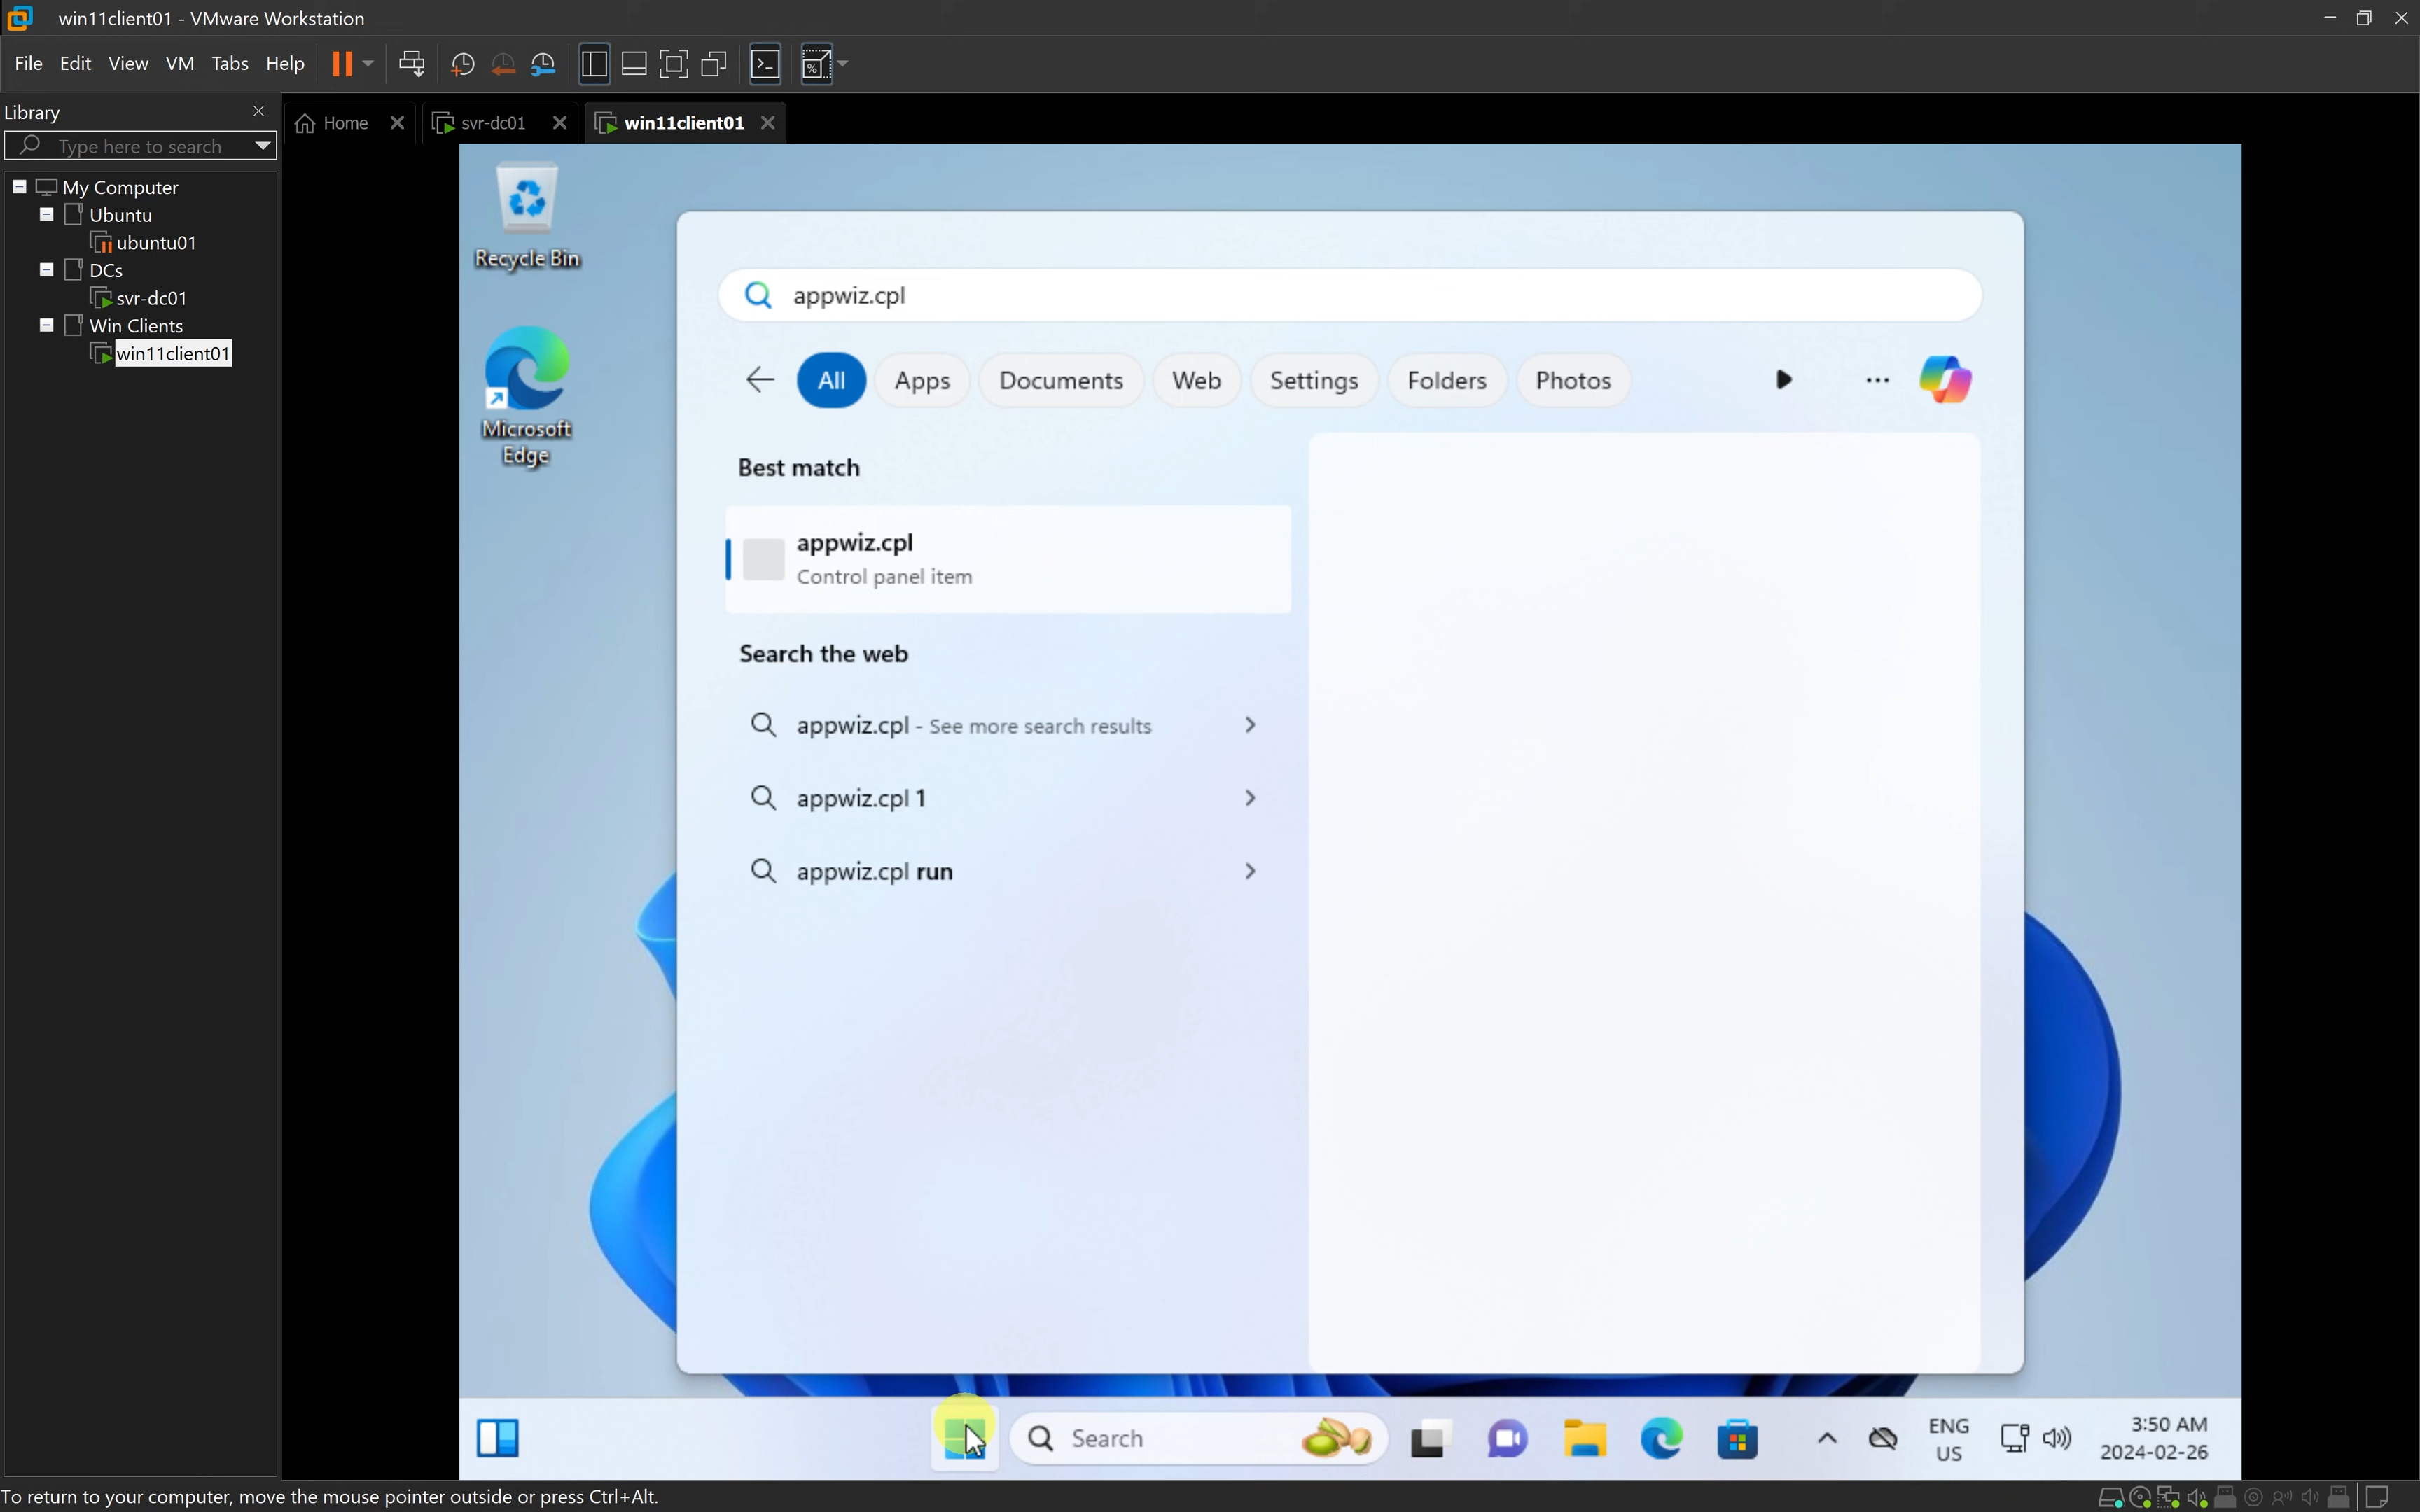 win11client01 - VMware Workstation
File Edit View VM Tabs Help
Library
Type here to search
My Computer
Ubuntu
ubuntu01
DCs
svr-dc01
Win Clients
win11client01
Home
svr-dc01
win11client01
Recycle Bin
Microsoft
Edge
appwiz.cpl
All Apps Documents Web Settings Folders Photos
Best match
appwiz.cpl
Control panel item
Search the web
appwiz.cpl - See more search results
appwiz.cpl 1
appwiz.cpl run
Search
ENG
US
3:50 AM
2024-02-26
To return to your computer, move the mouse pointer outside or press Ctrl+Alt.